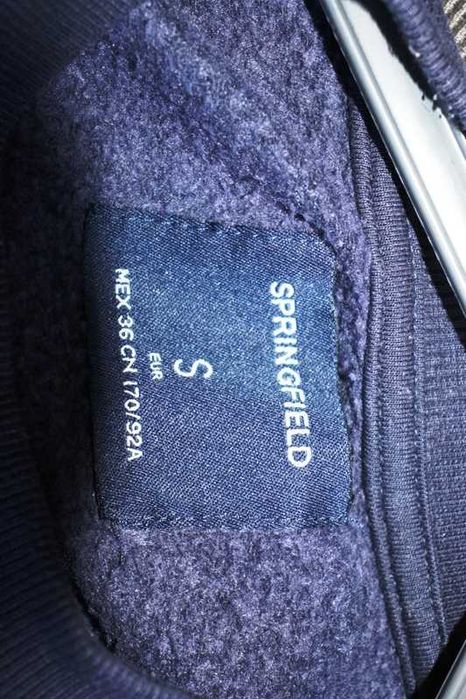 SPRINGFIELD
S
EUR
MEX 36 CN 170/92A